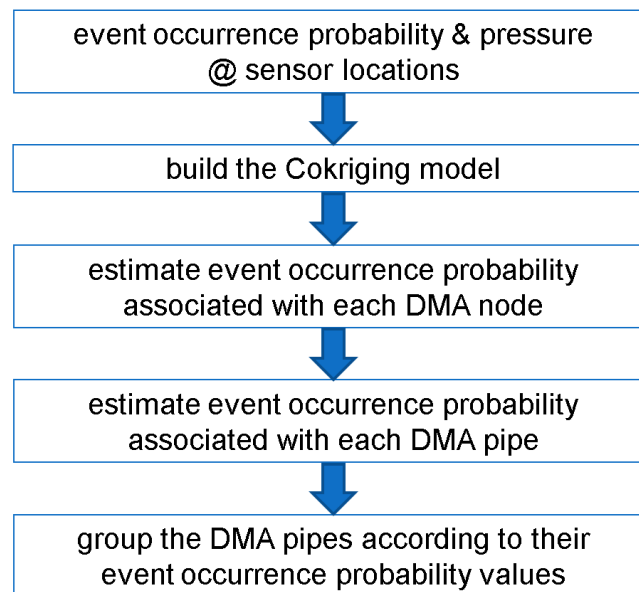 event occurrence probability & pressure
@ sensor locations
build the Cokriging model
estimate event occurrence probability
associated with each DMA node
estimate event occurrence probability
associated with each DMA pipe
group the DMA pipes according to their
event occurrence probability values